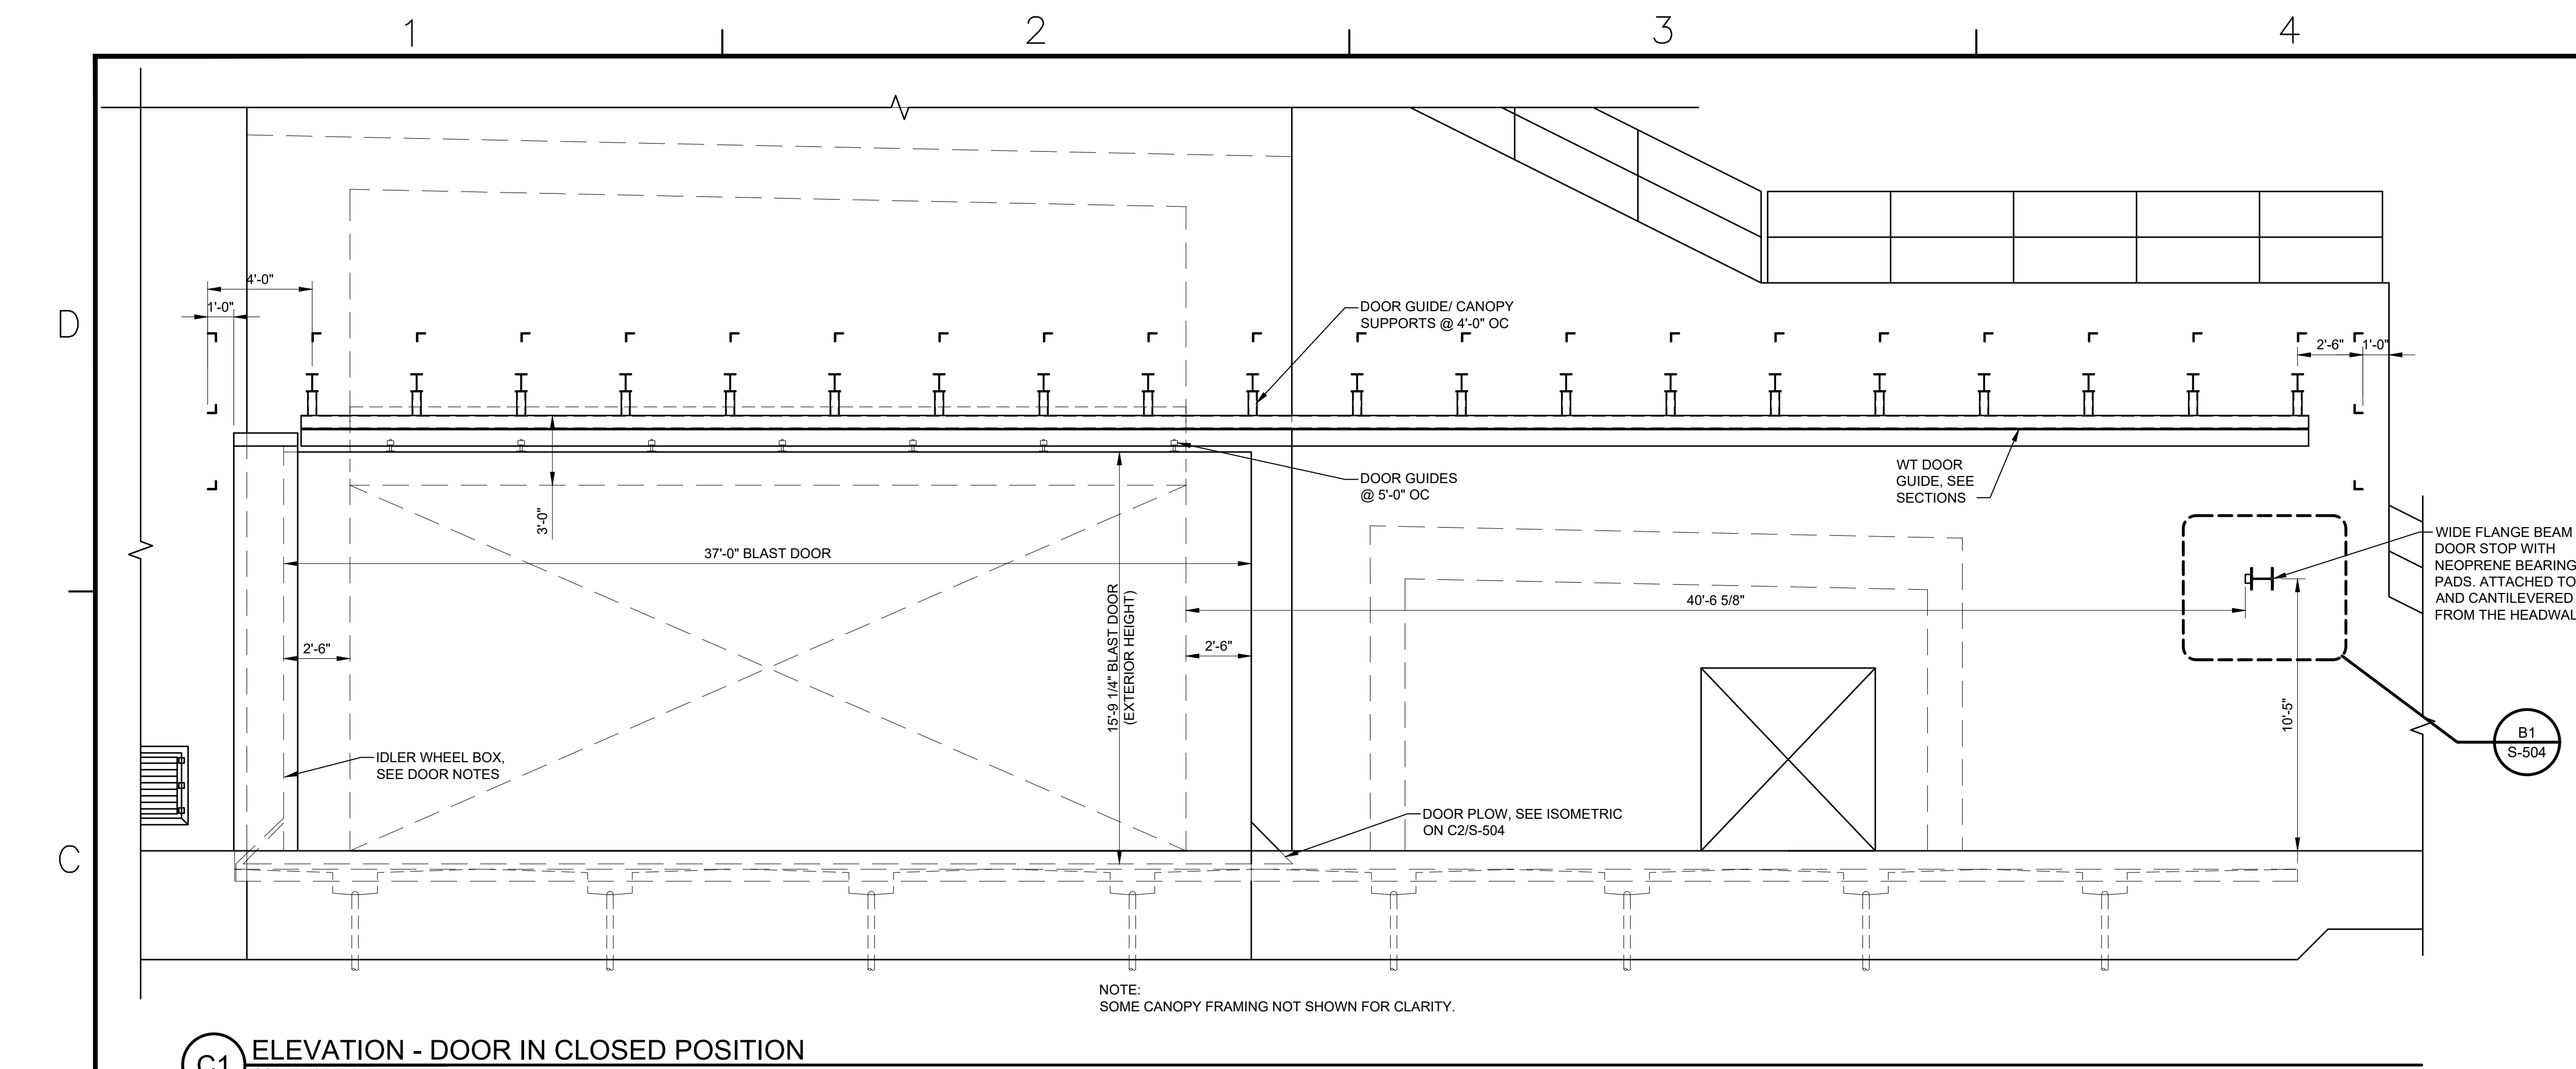 1
2
3
4
D
C
4'-0"
1'-0"
DOOR GUIDE/ CANOPY
SUPPORTS @ 4'-0" OC
2'-6"
1'-0"
DOOR GUIDES
@ 5'-0" OC
WT DOOR
GUIDE, SEE
SECTIONS
3'-0"
37'-0" BLAST DOOR
WIDE FLANGE BEAM
DOOR STOP WITH
NEOPRENE BEARING
PADS. ATTACHED TO
AND CANTILEVERED
FROM THE HEADWAL
15'-9 1/4" BLAST DOOR
(EXTERIOR HEIGHT)
40'-6 5/8"
2'-6"
2'-6"
10'-5"
B1
S-504
IDLER WHEEL BOX,
SEE DOOR NOTES
DOOR PLOW, SEE ISOMETRIC
ON C2/S-504
NOTE:
SOME CANOPY FRAMING NOT SHOWN FOR CLARITY.
C1
ELEVATION - DOOR IN CLOSED POSITION